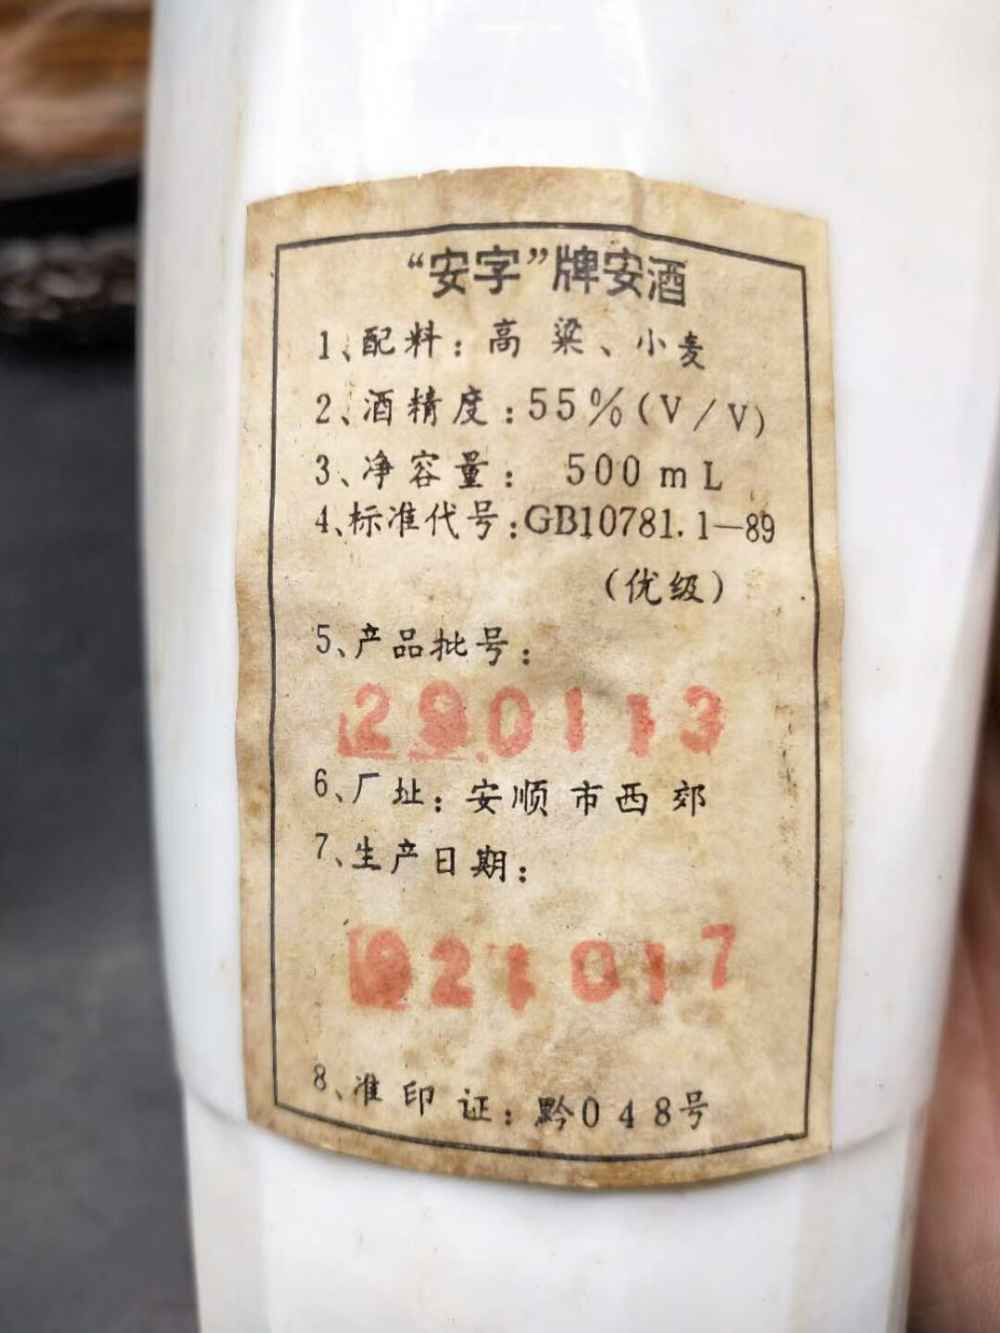 “安字”牌安酒
1、配料：高粱、小麦
2、酒精度：55%(V/V)
3、净容量：500mL
4、标准代号：GB10781.1—89
(优级)
5、产品批号：
290113
6、厂址：安顺市西郊
7、生产日期：
921017
8、准印证：黔048号